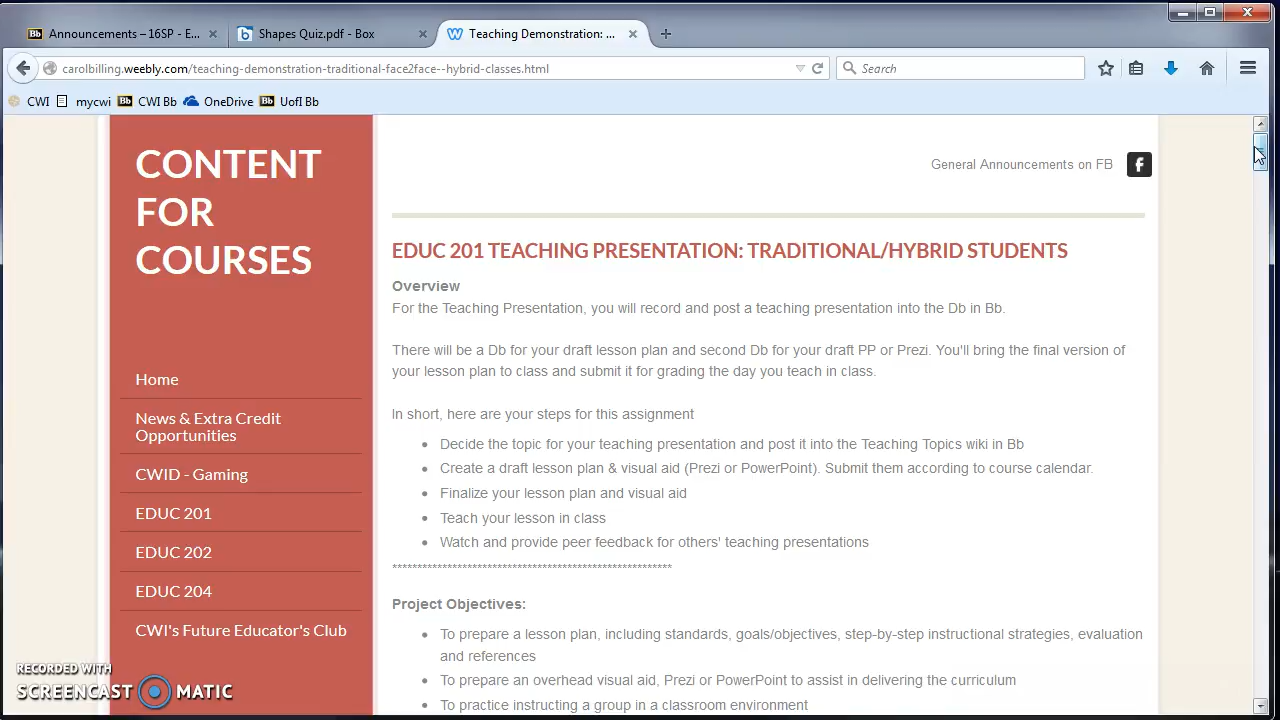 Announcements – 16SP - E...
Shapes Quiz.pdf - Box
Teaching Demonstration: ...
carolbilling.weebly.com/teaching-demonstration-traditional-face2face--hybrid-classes.html
Search
CWI
mycwi
Bb CWI Bb
OneDrive
Bb UofI Bb
CONTENT
FOR
COURSES
Home
News & Extra Credit
Opportunities
CWID - Gaming
EDUC 201
EDUC 202
EDUC 204
CWI's Future Educator's Club
General Announcements on FB
EDUC 201 TEACHING PRESENTATION: TRADITIONAL/HYBRID STUDENTS
Overview
For the Teaching Presentation, you will record and post a teaching presentation into the Db in Bb.
There will be a Db for your draft lesson plan and second Db for your draft PP or Prezi. You'll bring the final version of
your lesson plan to class and submit it for grading the day you teach in class.
In short, here are your steps for this assignment
• Decide the topic for your teaching presentation and post it into the Teaching Topics wiki in Bb
• Create a draft lesson plan & visual aid (Prezi or PowerPoint). Submit them according to course calendar.
• Finalize your lesson plan and visual aid
• Teach your lesson in class
• Watch and provide peer feedback for others' teaching presentations
********************************************************
Project Objectives:
• To prepare a lesson plan, including standards, goals/objectives, step-by-step instructional strategies, evaluation
and references
• To prepare an overhead visual aid, Prezi or PowerPoint to assist in delivering the curriculum
• To practice instructing a group in a classroom environment
RECORDED WITH
SCREENCAST MATIC